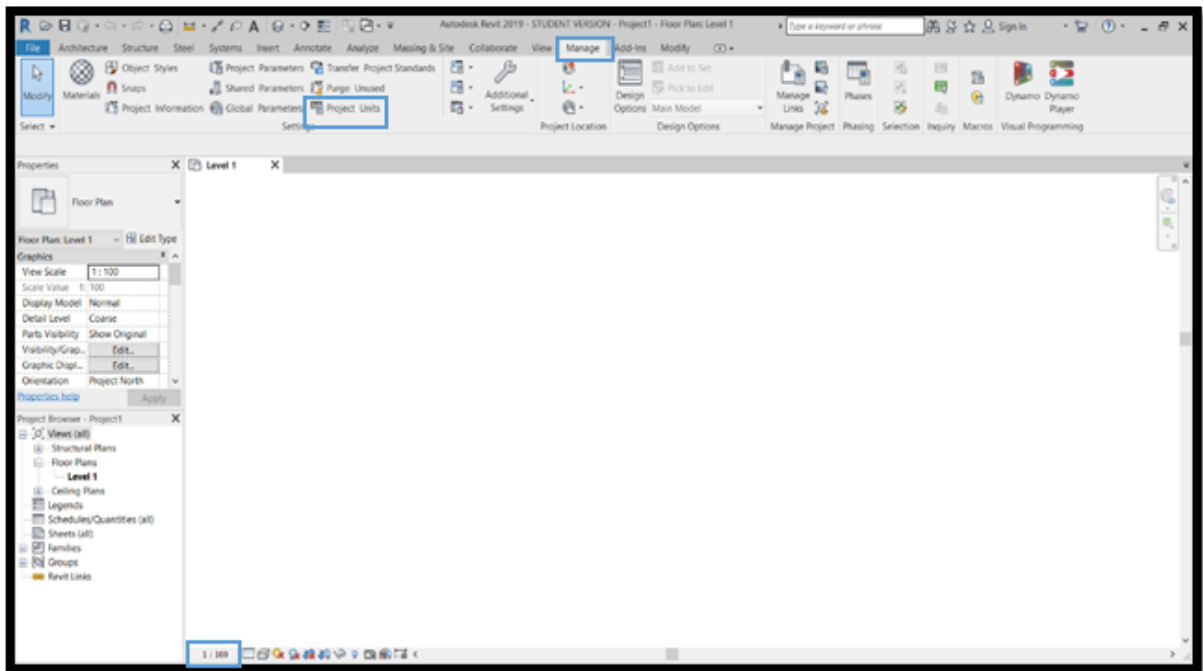 Autodesk Revit 2019 - STUDENT VERSION - Project1 - Floor Plan: Level 1
Type a keyword or phrase
Sign In
File Architecture Structure Steel Systems Insert Annotate Analyze Massing & Site Collaborate View Manage Add-Ins Modify
Modify
Select
Materials
Object Styles
Snaps
Project Information
Project Parameters
Shared Parameters
Global Parameters
Transfer Project Standards
Purge Unused
Project Units
Settings
Additional
Settings
Project Location
Design
Options
Add to Set
Pick to Edit
Main Model
Design Options
Manage
Links
Manage Project
Phases
Phasing
Selection
Inquiry
Macros
Dynamo
Dynamo
Player
Visual Programming
Properties
Level 1
Floor Plan
Floor Plan: Level 1 Edit Type
Graphics
View Scale 1 : 100
Scale Value 1: 100
Display Model Normal
Detail Level Coarse
Parts Visibility Show Original
Visibility/Grap... Edit...
Graphic Displ... Edit...
Orientation Project North
Properties help Apply
Project Browser - Project1
Views (all)
Structural Plans
Floor Plans
Level 1
Ceiling Plans
Legends
Schedules/Quantities (all)
Sheets (all)
Families
Groups
Revit Links
1 : 100